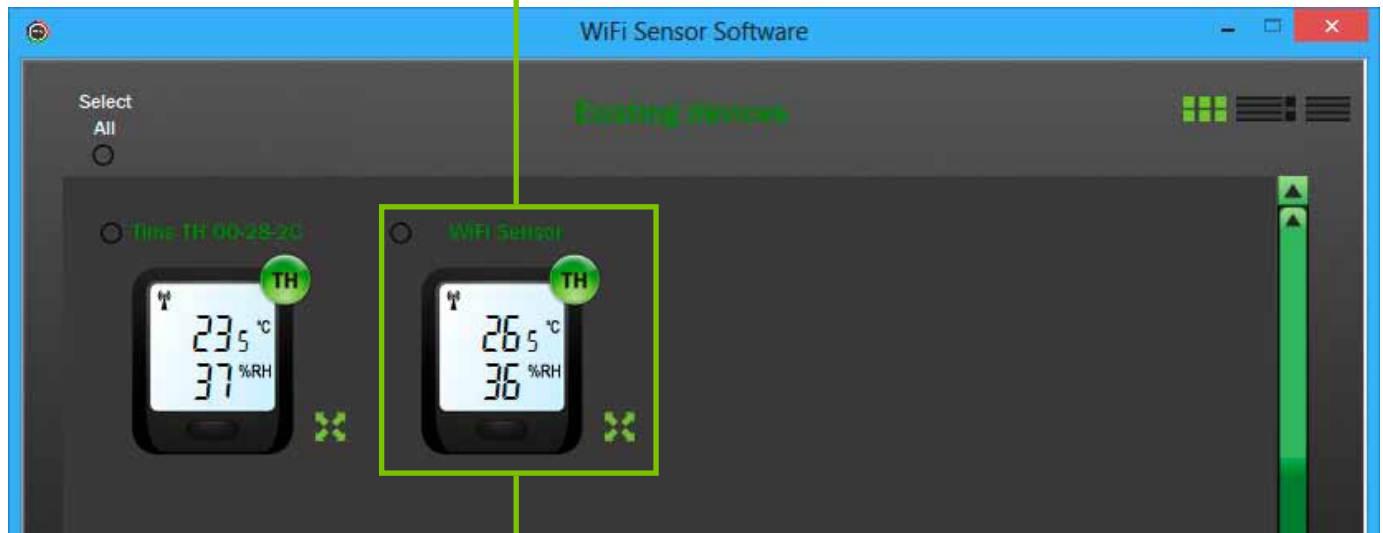 WiFi Sensor Software
Select
All
Existing devices
Time TH 00-28-2C
WiFi Sensor
TH
23 5 °C
37 %RH
TH
26 5 °C
36 %RH